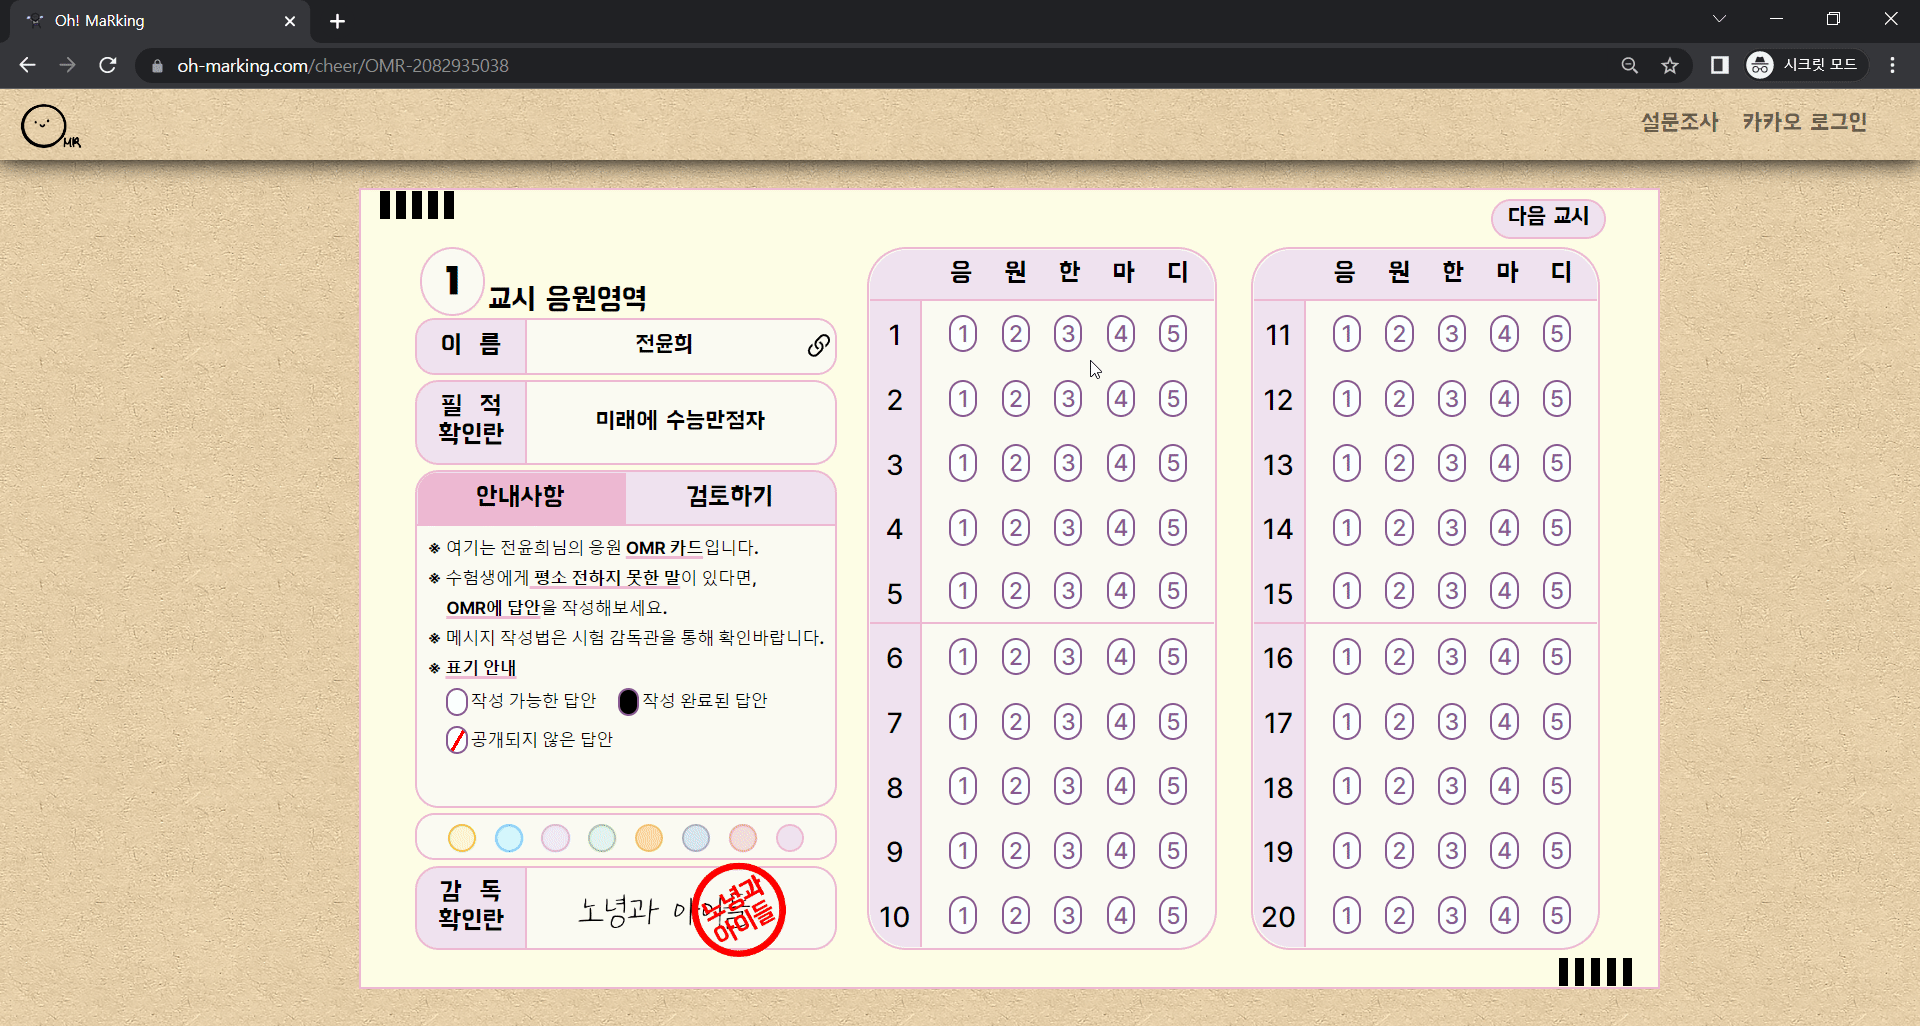 Oh! MaRking
oh-marking.com/cheer/OMR-2082935038
시크릿 모드
MR
설문조사 카카오 로그인
다음 교시
1 교시 응원영역
이 름 전윤희
필 적
확인란
미래에 수능만점자
안내사항 검토하기
※ 여기는 전윤희님의 응원 OMR 카드입니다.
※ 수험생에게 평소 전하지 못한 말이 있다면,
OMR에 답안을 작성해보세요.
※ 메시지 작성법은 시험 감독관을 통해 확인바랍니다.
※ 표기 안내
작성 가능한 답안 작성 완료된 답안
공개되지 않은 답안
감 독
확인란
노녕과 아이들
노녕과
아이들
응 원 한 마 디
1 1 2 3 4 5
2 1 2 3 4 5
3 1 2 3 4 5
4 1 2 3 4 5
5 1 2 3 4 5
6 1 2 3 4 5
7 1 2 3 4 5
8 1 2 3 4 5
9 1 2 3 4 5
10 1 2 3 4 5
응 원 한 마 디
11 1 2 3 4 5
12 1 2 3 4 5
13 1 2 3 4 5
14 1 2 3 4 5
15 1 2 3 4 5
16 1 2 3 4 5
17 1 2 3 4 5
18 1 2 3 4 5
19 1 2 3 4 5
20 1 2 3 4 5